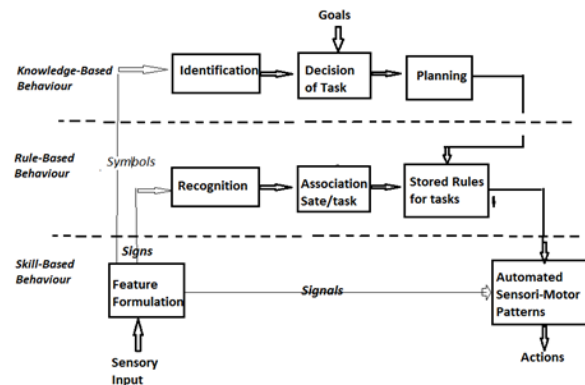 Goals
Knowledge-Based
Behaviour
Identification
Decision
of Task
Planning
Rule-Based
Behaviour
Symbols
Recognition
Association
Sate/task
Stored Rules
for tasks
Signs
Skill-Based
Behaviour
Feature
Formulation
Signals
Automated
Sensori-Motor
Patterns
Sensory
Input
Actions